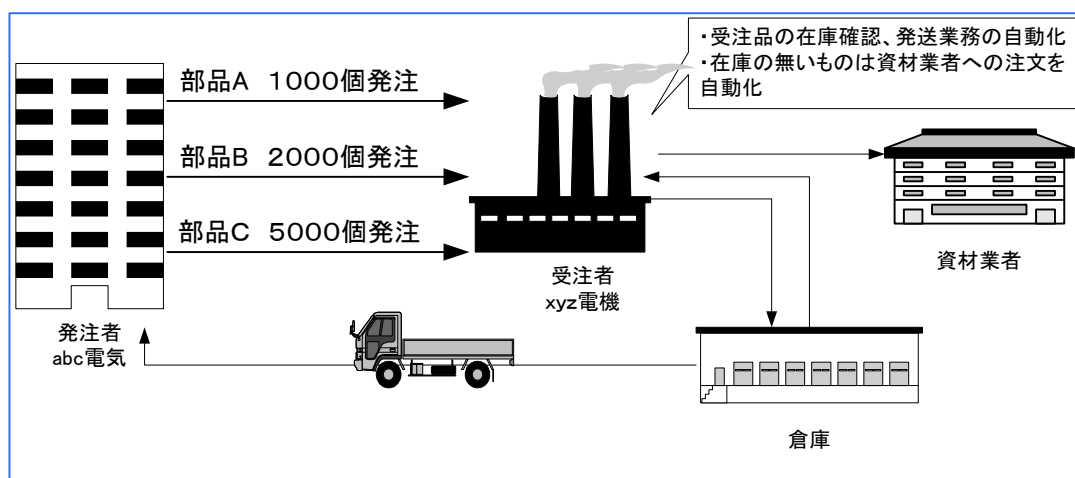 ・受注品の在庫確認、発送業務の自動化
・在庫の無いものは資材業者への注文を
自動化
部品A　1000個発注
部品B　2000個発注
部品C　5000個発注
受注者
xyz電機
資材業者
発注者
abc電気
倉庫